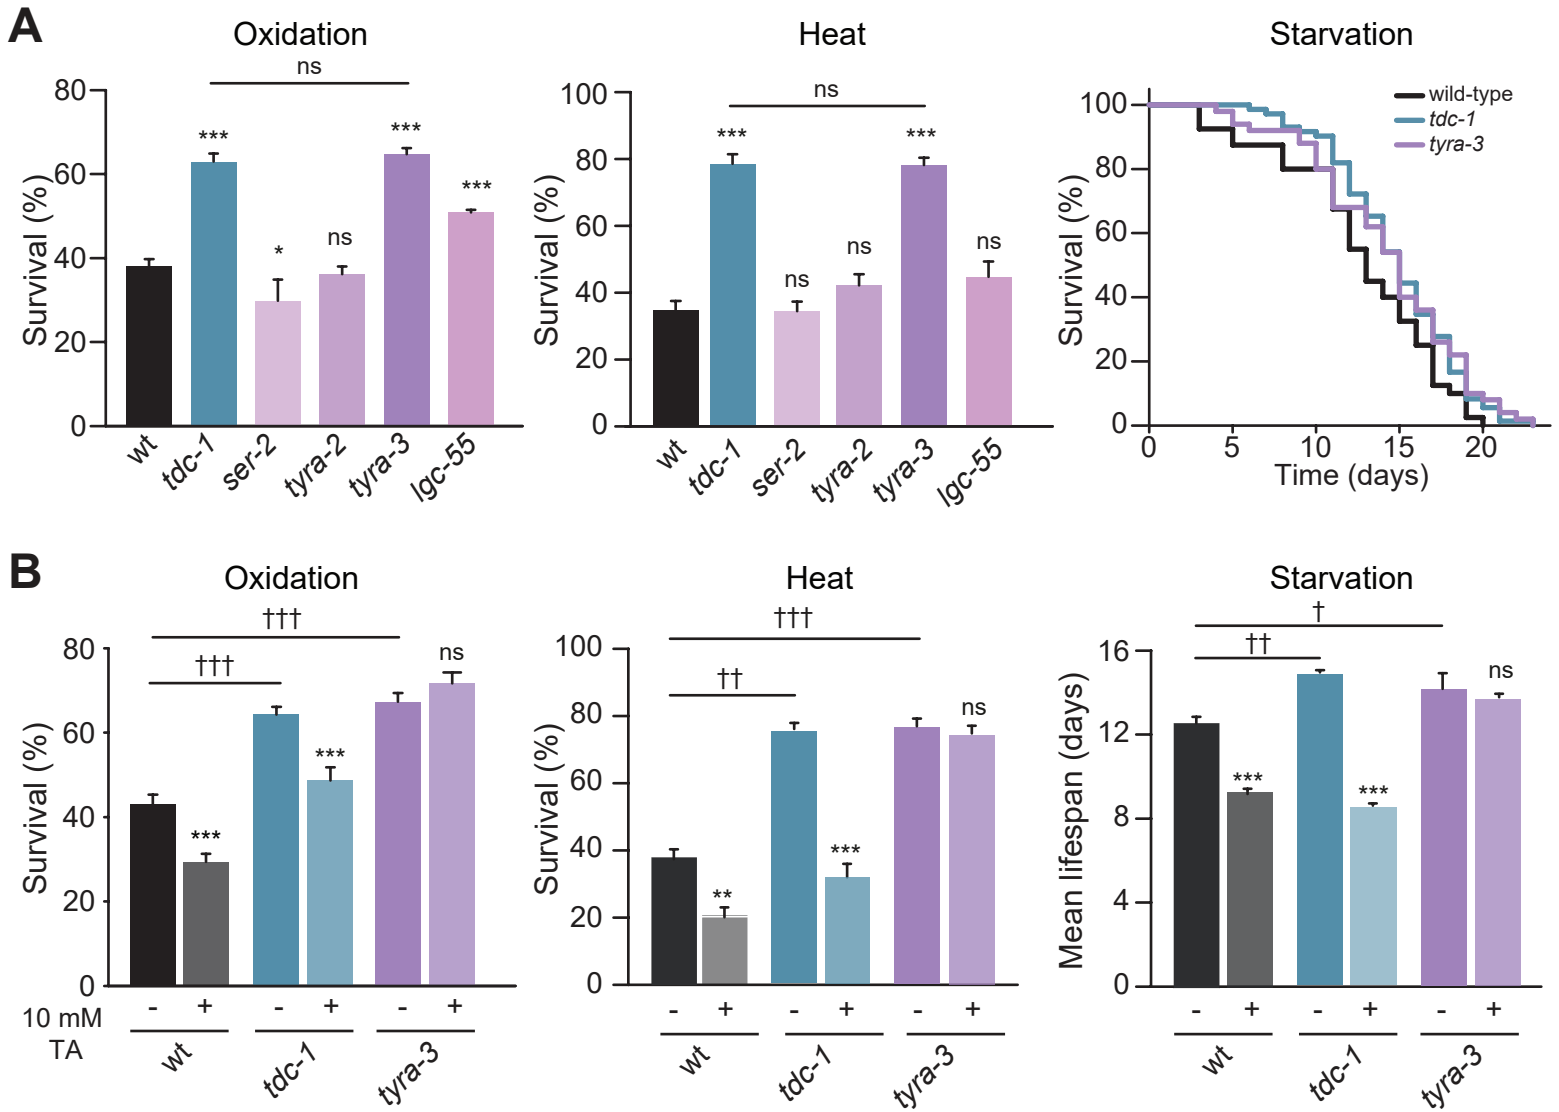 A
Oxidation
ns
Survival (%)
80
60
40
20
0
***
*
ns
***
***
wt
tdc-1
ser-2
tyra-2
tyra-3
lgc-55
Heat
ns
Survival (%)
100
80
60
40
20
0
***
ns
ns
***
ns
wt
tdc-1
ser-2
tyra-2
tyra-3
lgc-55
Starvation
wild-type
tdc-1
tyra-3
Survival (%)
100
80
60
40
20
0
0 5 10 15 20
Time (days)
B
Oxidation
†††
†††
Survival (%)
80
60
40
20
0
***
***
ns
10 mM
TA
- + - + - +
wt
tdc-1
tyra-3
Heat
†††
††
Survival (%)
100
80
60
40
20
0
**
***
ns
- + - + - +
wt
tdc-1
tyra-3
Starvation
†
††
Mean lifespan (days)
16
12
8
4
0
***
***
ns
- + - + - +
wt
tdc-1
tyra-3